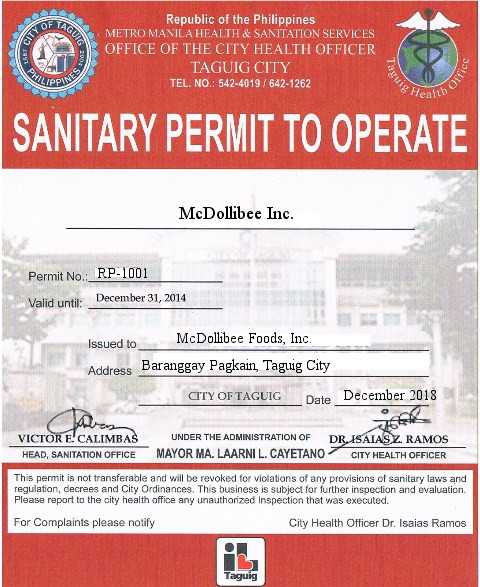 Republic of the Philippines
METRO MANILA HEALTH & SANITATION SERVICES
OFFICE OF THE CITY HEALTH OFFICER
TAGUIG CITY
TEL. NO.: 542-4019 / 642-1262
CITY OF TAGUIG
1587 2004
PHILIPPINES
Taguig Health Office
SANITARY PERMIT TO OPERATE
McDollibee Inc.
Permit No.: RP-1001
Valid until: December 31, 2014
Issued to McDollibee Foods, Inc.
Address Baranggay Pagkain, Taguig City
CITY OF TAGUIG Date December 2018
VICTOR E. CALIMBAS UNDER THE ADMINISTRATION OF DR. ISAIAS Z. RAMOS
HEAD, SANITATION OFFICE MAYOR MA. LAARNI L. CAYETANO CITY HEALTH OFFICER
This permit is not transferable and will be revoked for violations of any provisions of sanitary laws and
regulation, decrees and City Ordinances. This business is subject for further inspection and evaluation.
Please report to the city health office any unauthorized Inspection that was executed.
For Complaints please notify City Health Officer Dr. Isaias Ramos
I L
Taguig